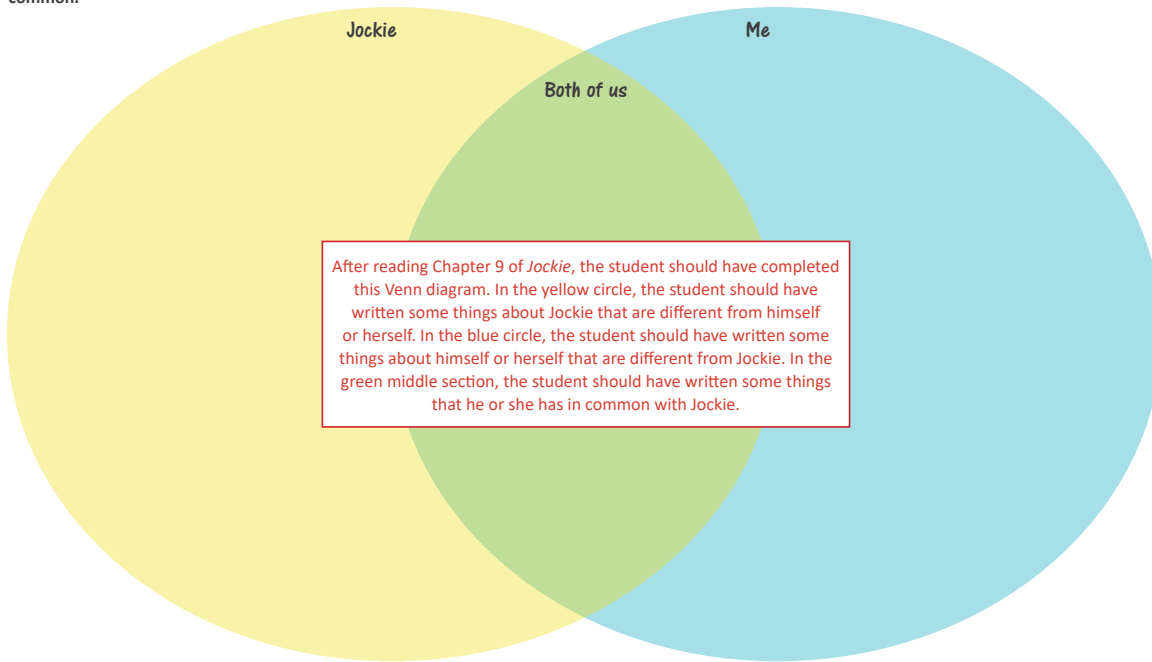 common.
Jockie
Me
Both of us
After reading Chapter 9 of Jockie, the student should have completed
this Venn diagram. In the yellow circle, the student should have
written some things about Jockie that are different from himself
or herself. In the blue circle, the student should have written some
things about himself or herself that are different from Jockie. In the
green middle section, the student should have written some things
that he or she has in common with Jockie.